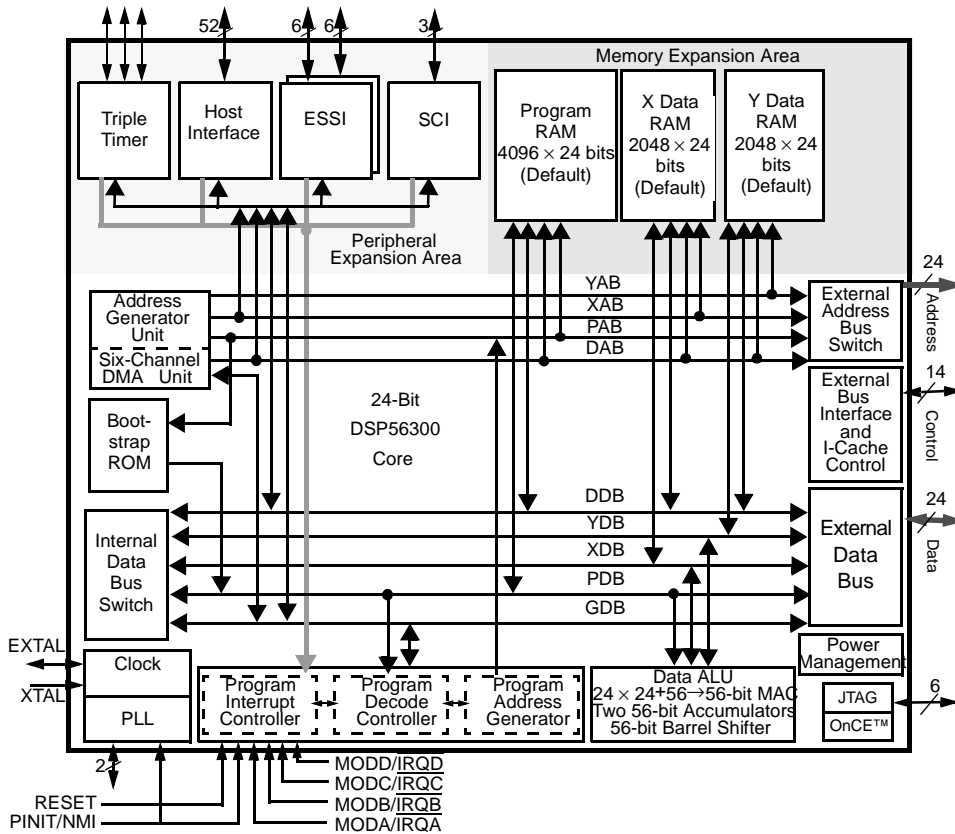 52
6
6
3
Memory Expansion Area
Triple
Timer
Host
Interface
ESSI
SCI
Program
RAM
4096 × 24 bits
(Default)
X Data
RAM
2048 × 24
bits
(Default)
Y Data
RAM
2048 × 24
bits
(Default)
Peripheral
Expansion Area
YAB
XAB
PAB
DAB
Address
Generator
Unit
Six-Channel
DMA Unit
External
Address
Bus
Switch
24
Address
Boot-
strap
ROM
24-Bit
DSP56300
Core
External
Bus
Interface
and
I-Cache
Control
14
Control
DDB
YDB
XDB
PDB
GDB
Internal
Data
Bus
Switch
External
Data
Bus
24
Data
EXTAL
XTAL
Clock
PLL
2
Program
Interrupt
Controller
Program
Decode
Controller
Program
Address
Generator
Data ALU
24 × 24+56→56-bit MAC
Two 56-bit Accumulators
56-bit Barrel Shifter
Power
Management
JTAG
OnCE™
6
RESET
PINIT/NMI
MODD/IRQD
MODC/IRQC
MODB/IRQB
MODA/IRQA